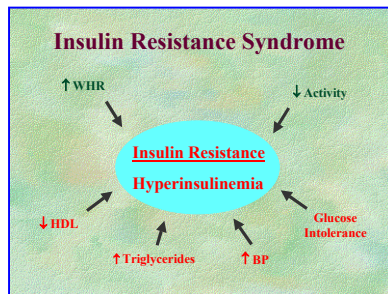 Insulin Resistance Syndrome
↑WHR
↓Activity
Insulin Resistance
Hyperinsulinemia
↓HDL
Glucose
Intolerance
↑Triglycerides
↑BP